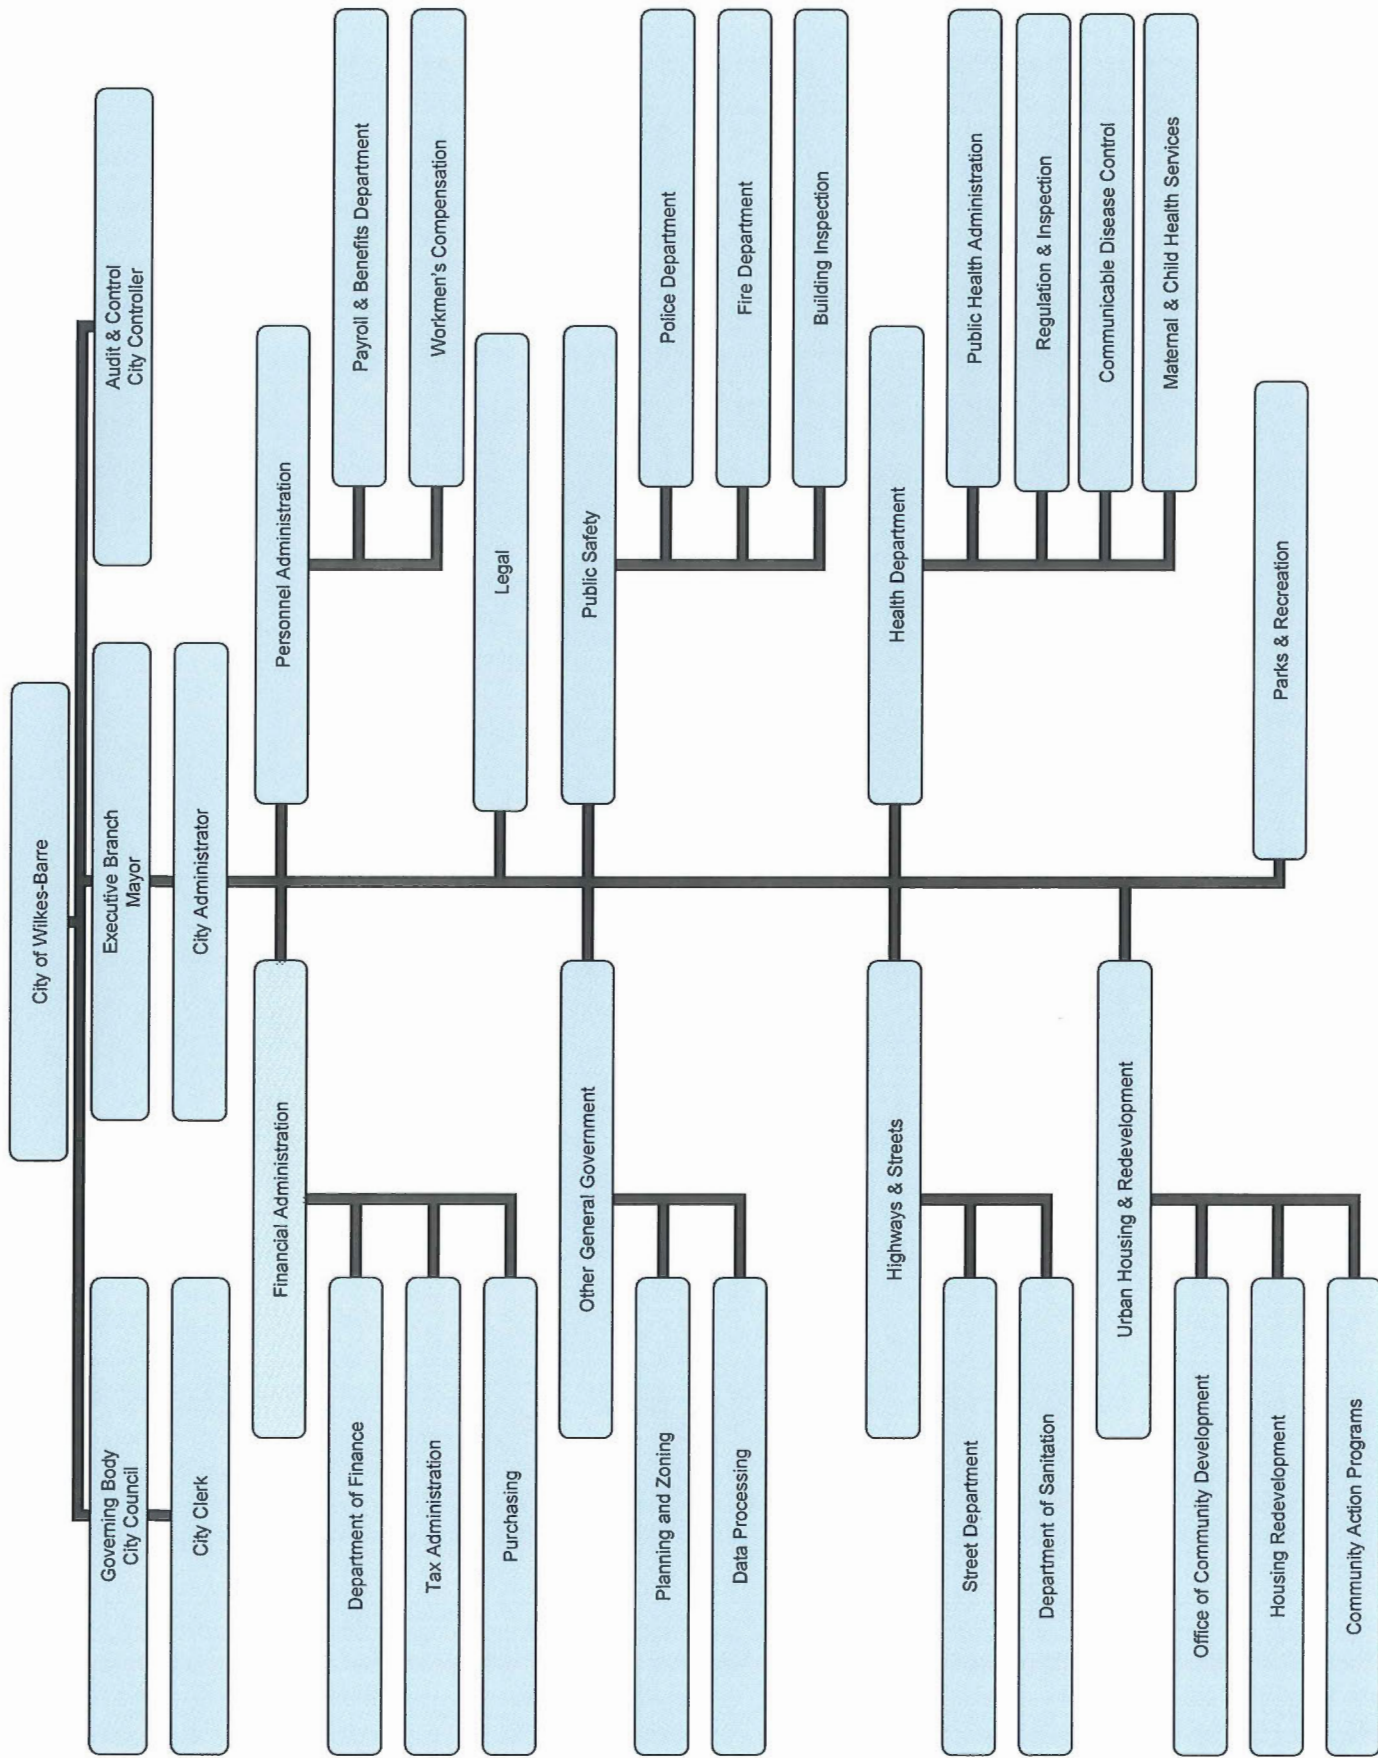 City of Wilkes-Barre
Governing Body
City Council
City Clerk
Executive Branch
Mayor
City Administrator
Audit & Control
City Controller
Financial Administration
Department of Finance
Tax Administration
Purchasing
Personnel Administration
Payroll & Benefits Department
Workmen's Compensation
Legal
Other General Government
Planning and Zoning
Data Processing
Public Safety
Police Department
Fire Department
Building Inspection
Highways & Streets
Street Department
Department of Sanitation
Health Department
Public Health Administration
Regulation & Inspection
Communicable Disease Control
Maternal & Child Health Services
Urban Housing & Redevelopment
Office of Community Development
Housing Redevelopment
Community Action Programs
Parks & Recreation